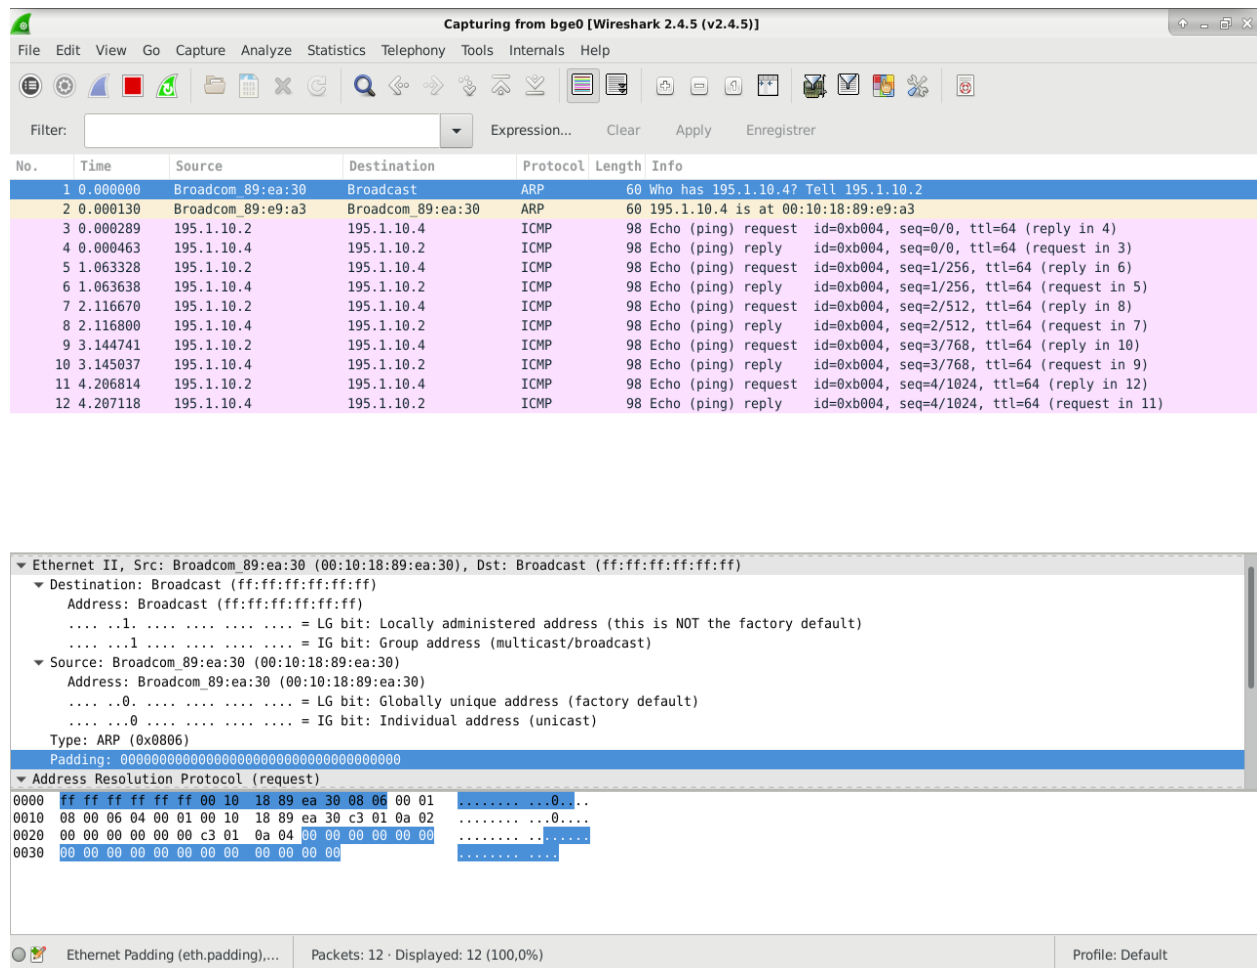 Capturing from bge0 [Wireshark 2.4.5 (v2.4.5)]
File Edit View Go Capture Analyze Statistics Telephony Tools Internals Help
Filter: Expression... Clear Apply Enregistrer
No. Time Source Destination Protocol Length Info
1 0.000000 Broadcom_89:ea:30 Broadcast ARP 60 Who has 195.1.10.4? Tell 195.1.10.2
2 0.000130 Broadcom_89:e9:a3 Broadcom_89:ea:30 ARP 60 195.1.10.4 is at 00:10:18:89:e9:a3
3 0.000289 195.1.10.2 195.1.10.4 ICMP 98 Echo (ping) request id=0xb004, seq=0/0, ttl=64 (reply in 4)
4 0.000463 195.1.10.4 195.1.10.2 ICMP 98 Echo (ping) reply id=0xb004, seq=0/0, ttl=64 (request in 3)
5 1.063328 195.1.10.2 195.1.10.4 ICMP 98 Echo (ping) request id=0xb004, seq=1/256, ttl=64 (reply in 6)
6 1.063638 195.1.10.4 195.1.10.2 ICMP 98 Echo (ping) reply id=0xb004, seq=1/256, ttl=64 (request in 5)
7 2.116670 195.1.10.2 195.1.10.4 ICMP 98 Echo (ping) request id=0xb004, seq=2/512, ttl=64 (reply in 8)
8 2.116800 195.1.10.4 195.1.10.2 ICMP 98 Echo (ping) reply id=0xb004, seq=2/512, ttl=64 (request in 7)
9 3.144741 195.1.10.2 195.1.10.4 ICMP 98 Echo (ping) request id=0xb004, seq=3/768, ttl=64 (reply in 10)
10 3.145037 195.1.10.4 195.1.10.2 ICMP 98 Echo (ping) reply id=0xb004, seq=3/768, ttl=64 (request in 9)
11 4.206814 195.1.10.2 195.1.10.4 ICMP 98 Echo (ping) request id=0xb004, seq=4/1024, ttl=64 (reply in 12)
12 4.207118 195.1.10.4 195.1.10.2 ICMP 98 Echo (ping) reply id=0xb004, seq=4/1024, ttl=64 (request in 11)
Ethernet II, Src: Broadcom_89:ea:30 (00:10:18:89:ea:30), Dst: Broadcast (ff:ff:ff:ff:ff:ff)
Destination: Broadcast (ff:ff:ff:ff:ff:ff)
Address: Broadcast (ff:ff:ff:ff:ff:ff)
.... ..1. .... .... .... .... = LG bit: Locally administered address (this is NOT the factory default)
.... ...1 .... .... .... .... = IG bit: Group address (multicast/broadcast)
Source: Broadcom_89:ea:30 (00:10:18:89:ea:30)
Address: Broadcom_89:ea:30 (00:10:18:89:ea:30)
.... ..0. .... .... .... .... = LG bit: Globally unique address (factory default)
.... ...0 .... .... .... .... = IG bit: Individual address (unicast)
Type: ARP (0x0806)
Padding: 000000000000000000000000000000000000
Address Resolution Protocol (request)
0000 ff ff ff ff ff ff 00 10 18 89 ea 30 08 06 00 01 ........ ...0....
0010 08 00 06 04 00 01 00 10 18 89 ea 30 c3 01 0a 02 ........ ...0....
0020 00 00 00 00 00 00 c3 01 0a 04 00 00 00 00 00 00 ........ ........
0030 00 00 00 00 00 00 00 00 00 00 00 00 ........ ....
Ethernet Padding (eth.padding),... Packets: 12 · Displayed: 12 (100,0%) Profile: Default